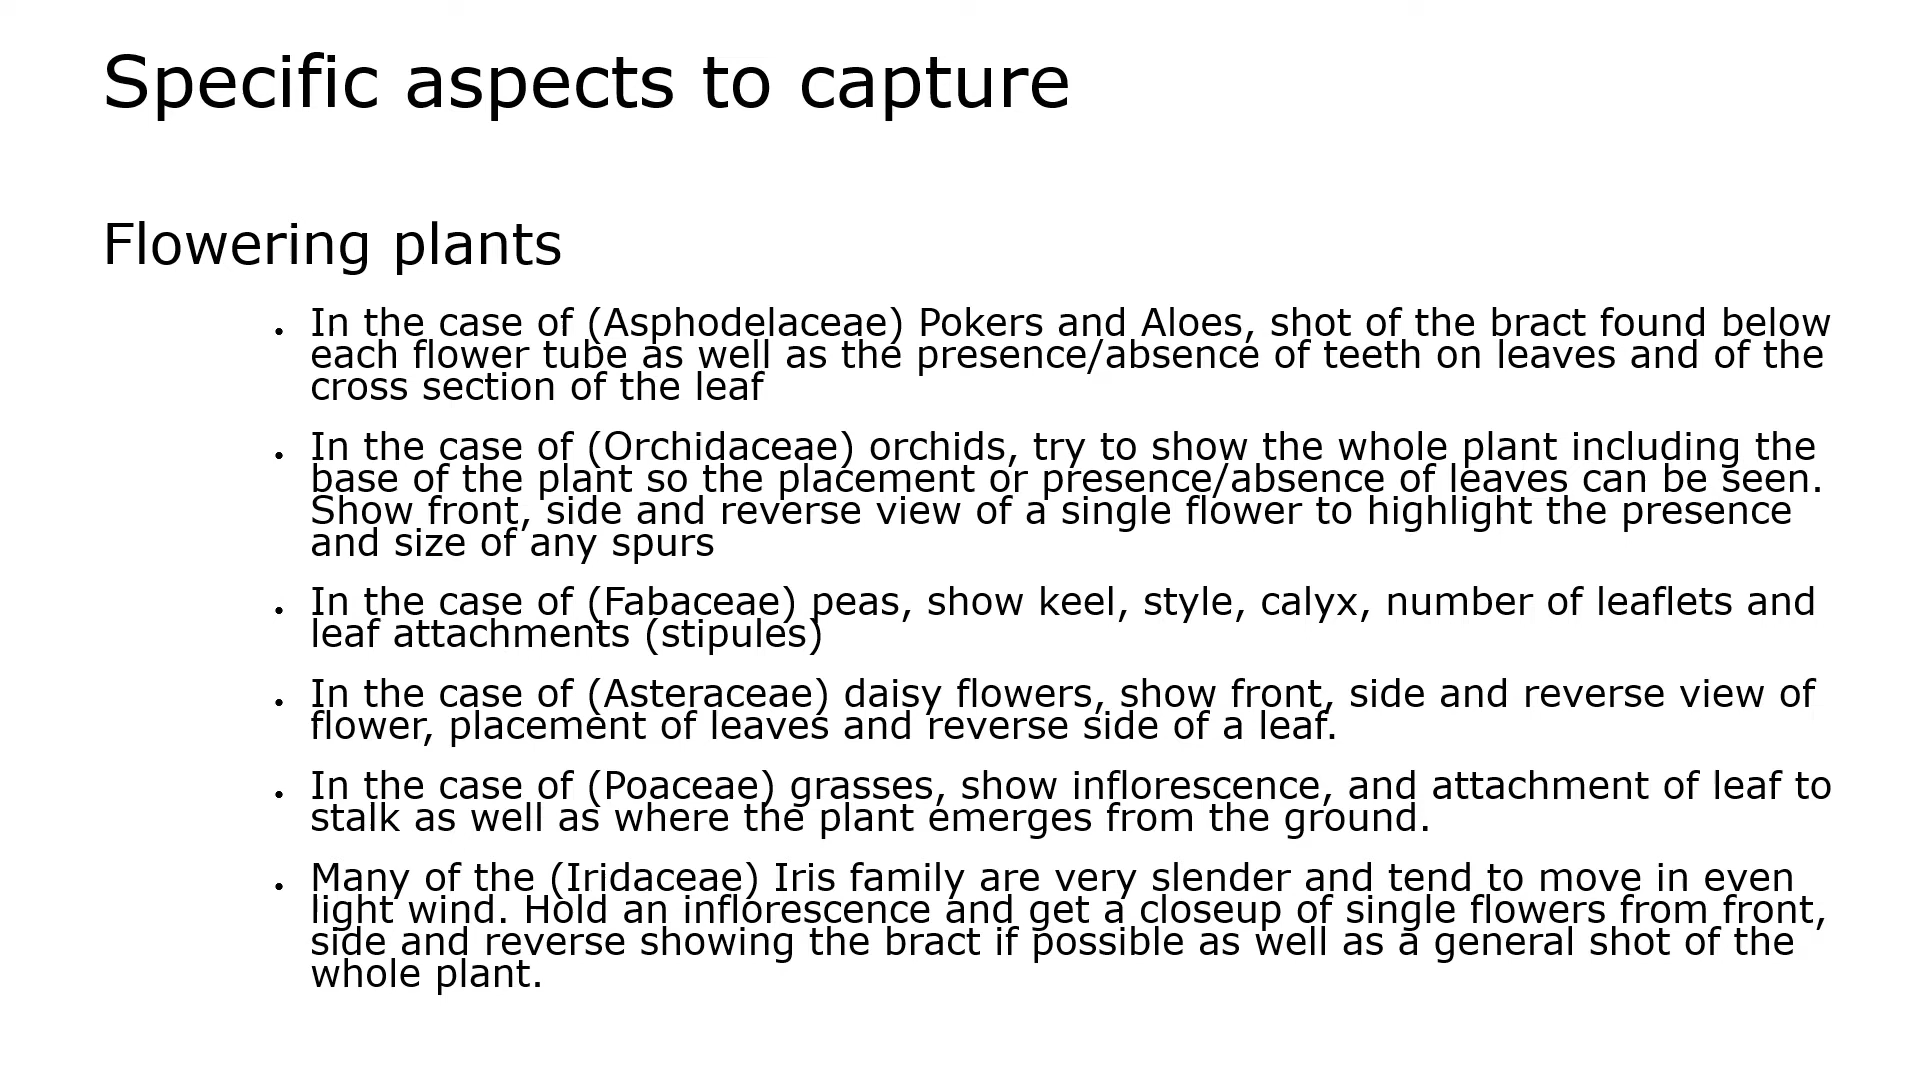 Specific aspects to capture
Flowering plants
• In the case of (Asphodelaceae) Pokers and Aloes, shot of the bract found below
each flower tube as well as the presence/absence of teeth on leaves and of the
cross section of the leaf
• In the case of (Orchidaceae) orchids, try to show the whole plant including the
base of the plant so the placement or presence/absence of leaves can be seen.
Show front, side and reverse view of a single flower to highlight the presence
and size of any spurs
• In the case of (Fabaceae) peas, show keel, style, calyx, number of leaflets and
leaf attachments (stipules)
• In the case of (Asteraceae) daisy flowers, show front, side and reverse view of
flower, placement of leaves and reverse side of a leaf.
• In the case of (Poaceae) grasses, show inflorescence, and attachment of leaf to
stalk as well as where the plant emerges from the ground.
• Many of the (Iridaceae) Iris family are very slender and tend to move in even
light wind. Hold an inflorescence and get a closeup of single flowers from front,
side and reverse showing the bract if possible as well as a general shot of the
whole plant.